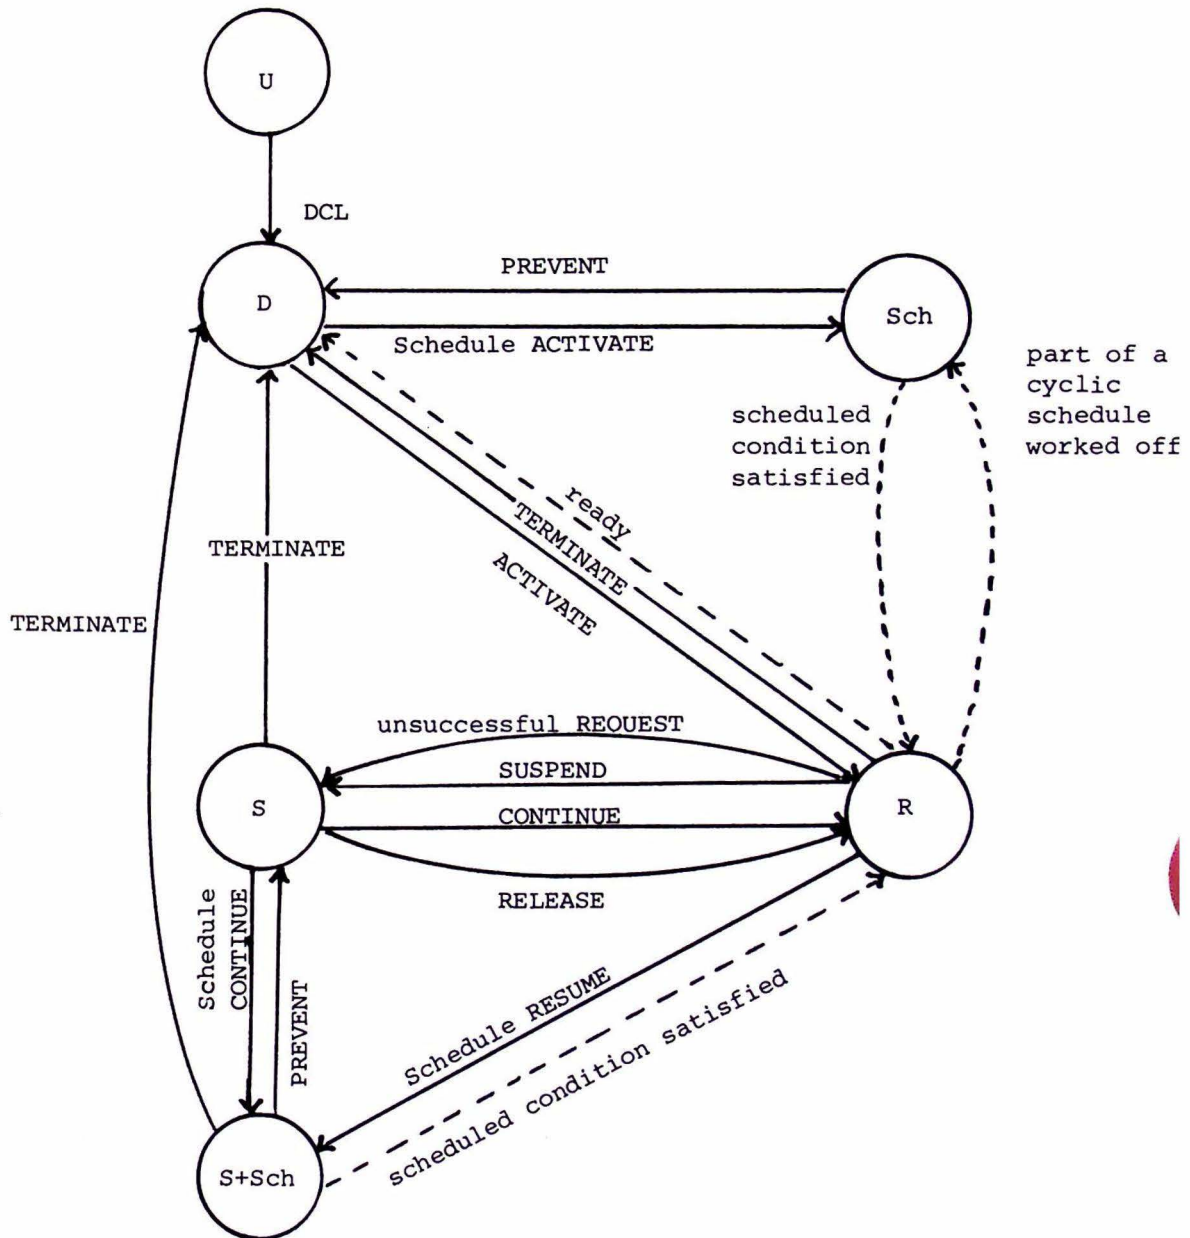 U
DCL
PREVENT
D
Sch
Schedule ACTIVATE
part of a
cyclic
schedule
worked off
scheduled
condition
satisfied
ready
TERMINATE
ACTIVATE
TERMINATE
TERMINATE
unsuccessful REOUEST
SUSPEND
S
CONTINUE
R
RELEASE
Schedule
CONTINUE
PREVENT
Schedule RESUME
scheduled condition satisfied
S+Sch